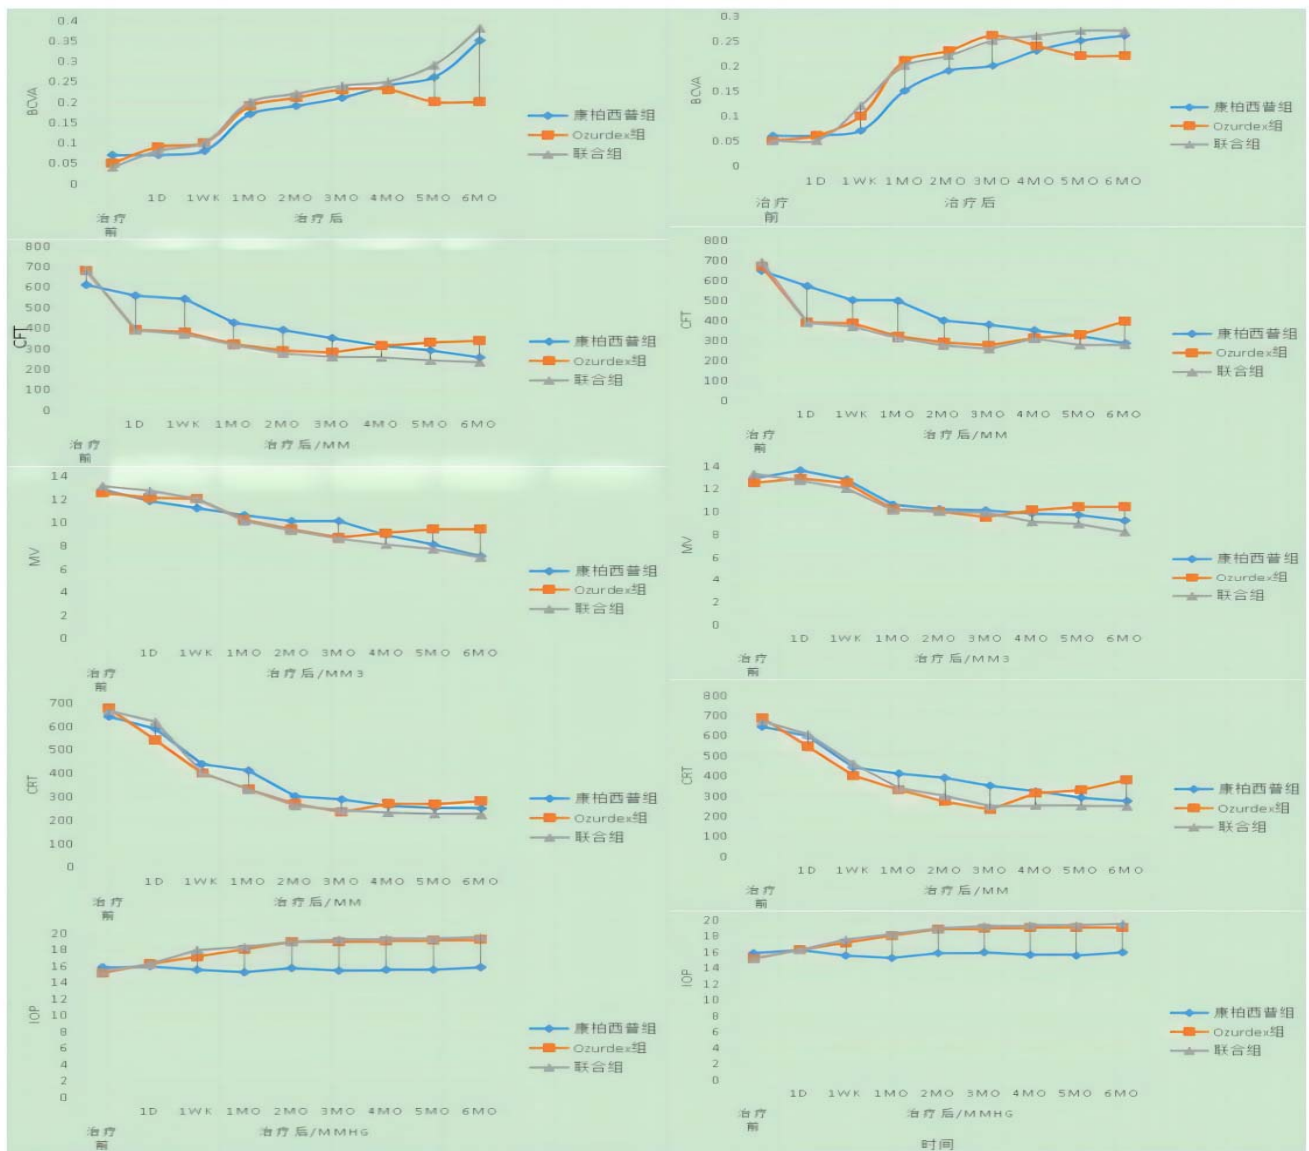 0.4
0.35
0.3
0.25
0.2
0.15
0.1
0.05
0
BCVA
1D 1WK 1MO 2MO 3MO 4MO 5MO 6MO
治疗前
治疗后
康柏西普组
Ozurdex组
联合组
0.3
0.25
0.2
0.15
0.1
0.05
0
BCVA
1D 1WK 1MO 2MO 3MO 4MO 5MO 6MO
治疗前
治疗后
康柏西普组
Ozurdex组
联合组
800
700
600
500
400
300
200
100
0
CFT
1D 1WK 1MO 2MO 3MO 4MO 5MO 6MO
治疗前
治疗后/MM
康柏西普组
Ozurdex组
联合组
800
700
600
500
400
300
200
100
0
CFT
1D 1WK 1MO 2MO 3MO 4MO 5MO 6MO
治疗前
治疗后/MM
康柏西普组
Ozurdex组
联合组
14
12
10
8
6
4
2
0
MV
1D 1WK 1MO 2MO 3MO 4MO 5MO 6MO
治疗前
治疗后/MM3
康柏西普组
Ozurdex组
联合组
14
12
10
8
6
4
2
0
MV
1D 1WK 1MO 2MO 3MO 4MO 5MO 6MO
治疗前
治疗后/MM3
康柏西普组
Ozurdex组
联合组
700
600
500
400
300
200
100
0
CRT
1D 1WK 1MO 2MO 3MO 4MO 5MO 6MO
治疗前
治疗后/MM
康柏西普组
Ozurdex组
联合组
800
700
600
500
400
300
200
100
0
CRT
1D 1WK 1MO 2MO 3MO 4MO 5MO 6MO
治疗前
治疗后/MM
康柏西普组
Ozurdex组
联合组
20
18
16
14
12
10
8
6
4
2
0
IOP
1D 1WK 1MO 2MO 3MO 4MO 5MO 6MO
治疗前
治疗后/MMHG
康柏西普组
Ozurdex组
联合组
20
18
16
14
12
10
8
6
4
2
0
IOP
1D 1WK 1MO 2MO 3MO 4MO 5MO 6MO
治疗前
治疗后/MMHG
康柏西普组
Ozurdex组
联合组
时间